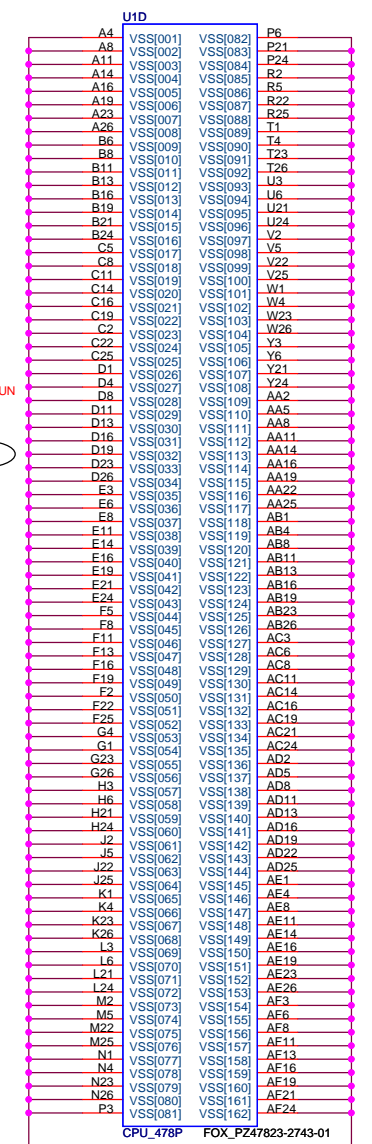 U1D
A4 VSS[001] VSS[082] P6
A8 VSS[002] VSS[083] P21
A11 VSS[003] VSS[084] P24
A14 VSS[004] VSS[085] R2
A16 VSS[005] VSS[086] R5
A19 VSS[006] VSS[087] R22
A23 VSS[007] VSS[088] R25
A26 VSS[008] VSS[089] T1
B6 VSS[009] VSS[090] T4
B8 VSS[010] VSS[091] T23
B11 VSS[011] VSS[092] T26
B13 VSS[012] VSS[093] U3
B16 VSS[013] VSS[094] U6
B19 VSS[014] VSS[095] U21
B21 VSS[015] VSS[096] U24
B24 VSS[016] VSS[097] V2
C5 VSS[017] VSS[098] V5
C8 VSS[018] VSS[099] V22
C11 VSS[019] VSS[100] V25
C14 VSS[020] VSS[101] W1
C16 VSS[021] VSS[102] W4
C19 VSS[022] VSS[103] W23
C2 VSS[023] VSS[104] W26
C22 VSS[024] VSS[105] Y3
C25 VSS[025] VSS[106] Y6
D1 VSS[026] VSS[107] Y21
D4 VSS[027] VSS[108] Y24
UN
D8 VSS[028] VSS[109] AA2
D11 VSS[029] VSS[110] AA5
D13 VSS[030] VSS[111] AA8
D16 VSS[031] VSS[112] AA11
D19 VSS[032] VSS[113] AA14
D23 VSS[033] VSS[114] AA16
D26 VSS[034] VSS[115] AA19
E3 VSS[035] VSS[116] AA22
E6 VSS[036] VSS[117] AA25
E8 VSS[037] VSS[118] AB1
E11 VSS[038] VSS[119] AB4
E14 VSS[039] VSS[120] AB8
E16 VSS[040] VSS[121] AB11
E19 VSS[041] VSS[122] AB13
E21 VSS[042] VSS[123] AB16
E24 VSS[043] VSS[124] AB19
F5 VSS[044] VSS[125] AB23
F8 VSS[045] VSS[126] AB26
F11 VSS[046] VSS[127] AC3
F13 VSS[047] VSS[128] AC6
F16 VSS[048] VSS[129] AC8
F19 VSS[049] VSS[130] AC11
F2 VSS[050] VSS[131] AC14
F22 VSS[051] VSS[132] AC16
F25 VSS[052] VSS[133] AC19
G4 VSS[053] VSS[134] AC21
G1 VSS[054] VSS[135] AC24
G23 VSS[055] VSS[136] AD2
G26 VSS[056] VSS[137] AD5
H3 VSS[057] VSS[138] AD8
H6 VSS[058] VSS[139] AD11
H21 VSS[059] VSS[140] AD13
H24 VSS[060] VSS[141] AD16
J2 VSS[061] VSS[142] AD19
J5 VSS[062] VSS[143] AD22
J22 VSS[063] VSS[144] AD25
J25 VSS[064] VSS[145] AE1
K1 VSS[065] VSS[146] AE4
K4 VSS[066] VSS[147] AE8
K23 VSS[067] VSS[148] AE11
K26 VSS[068] VSS[149] AE14
L3 VSS[069] VSS[150] AE16
L6 VSS[070] VSS[151] AE19
L21 VSS[071] VSS[152] AE23
L24 VSS[072] VSS[153] AE26
M2 VSS[073] VSS[154] AF3
M5 VSS[074] VSS[155] AF6
M22 VSS[075] VSS[156] AF8
M25 VSS[076] VSS[157] AF11
N1 VSS[077] VSS[158] AF13
N4 VSS[078] VSS[159] AF16
N23 VSS[079] VSS[160] AF19
N26 VSS[080] VSS[161] AF21
P3 VSS[081] VSS[162] AF24
CPU_478P FOX_PZ47823-2743-01